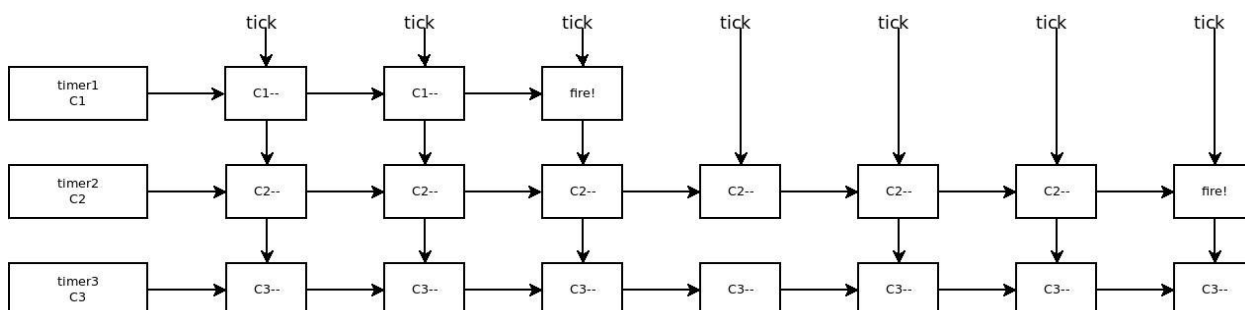 tick tick tick tick tick tick tick
timer1
C1
C1-- C1-- fire!
timer2
C2
C2-- C2-- C2-- C2-- C2-- C2-- fire!
timer3
C3
C3-- C3-- C3-- C3-- C3-- C3-- C3--